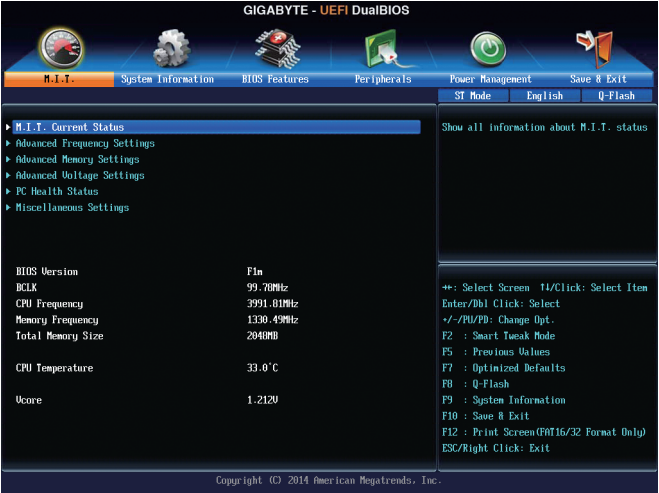 GIGABYTE - UEFI DualBIOS
M.I.T.
System Information
BIOS Features
Peripherals
Power Management
Save & Exit
ST Mode
English
Q-Flash
M.I.T. Current Status
Advanced Frequency Settings
Advanced Memory Settings
Advanced Voltage Settings
PC Health Status
Miscellaneous Settings
Show all information about M.I.T. status
BIOS Version F1m
BCLK 99.78MHz
CPU Frequency 3991.81MHz
Memory Frequency 1330.49MHz
Total Memory Size 2048MB
CPU Temperature 33.0°C
Vcore 1.212V
→←: Select Screen ↑↓/Click: Select Item
Enter/Dbl Click: Select
+/-/PU/PD: Change Opt.
F2 : Smart Tweak Mode
F5 : Previous Values
F7 : Optimized Defaults
F8 : Q-Flash
F9 : System Information
F10 : Save & Exit
F12 : Print Screen(FAT16/32 Format Only)
ESC/Right Click: Exit
Copyright (C) 2014 American Megatrends, Inc.